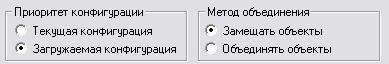 Приоритет конфигурации
Текущая конфигурация
Загружаемая конфигурация
Метод объединения
Замещать объекты
Объединять объекты